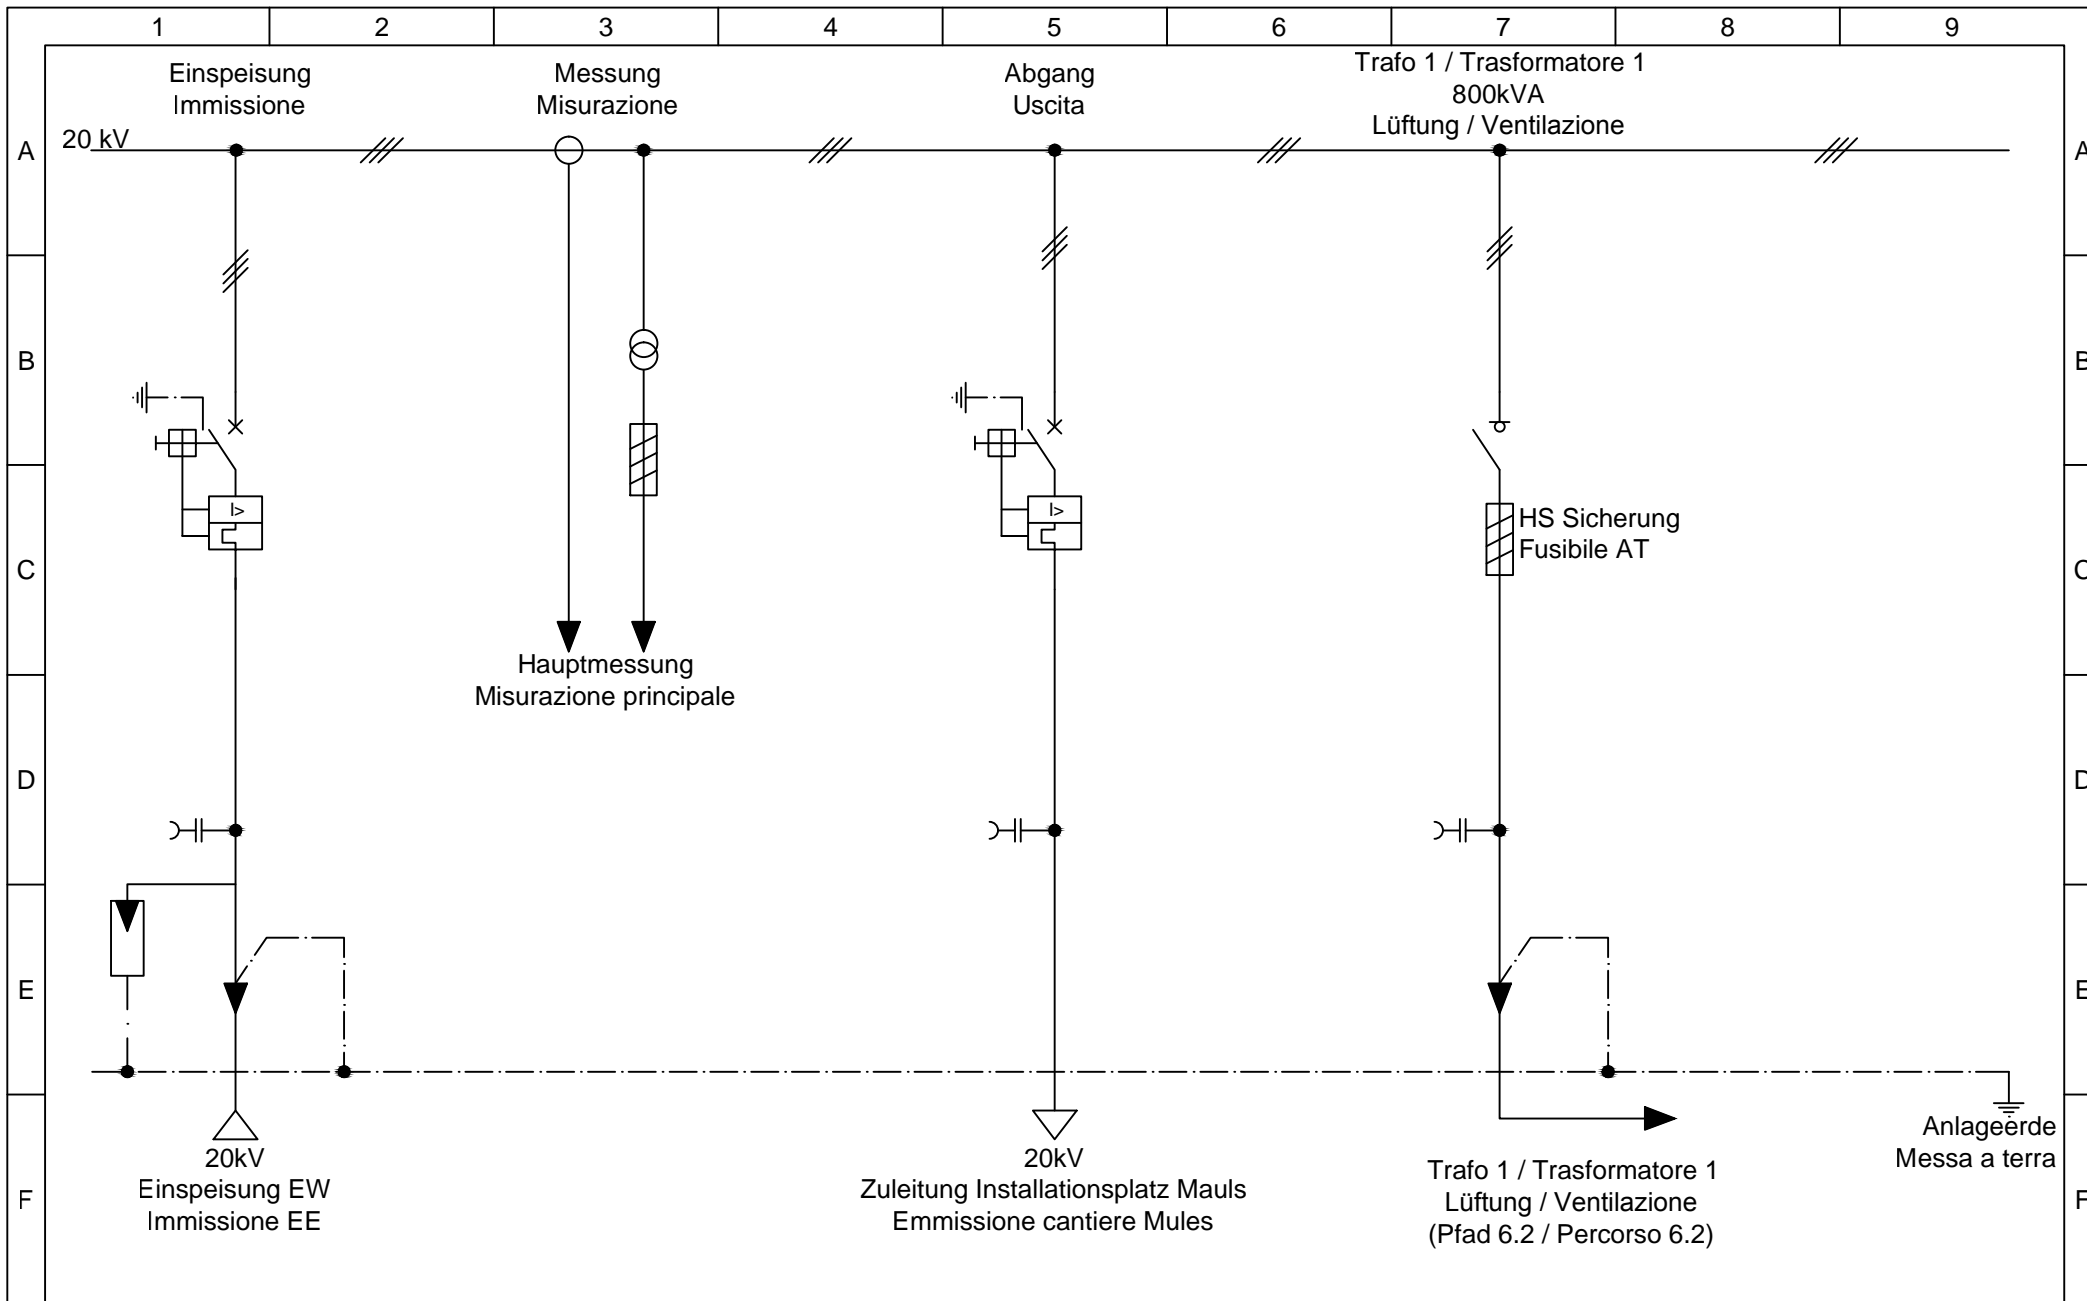 1 2 3 4 5 6 7 8 9
Einspeisung
Immissione
Messung
Misurazione
Abgang
Uscita
Trafo 1 / Trasformatore 1
800kVA
Lüftung / Ventilazione
20 kV
A A
B B
I>
I>
HS Sicherung
Fusibile AT
C C
Hauptmessung
Misurazione principale
D D
E E
20kV
Einspeisung EW
Immissione EE
20kV
Zuleitung Installationsplatz Mauls
Emmissione cantiere Mules
Trafo 1 / Trasformatore 1
Lüftung / Ventilazione
(Pfad 6.2 / Percorso 6.2)
Anlageerde
Messa a terra
F F